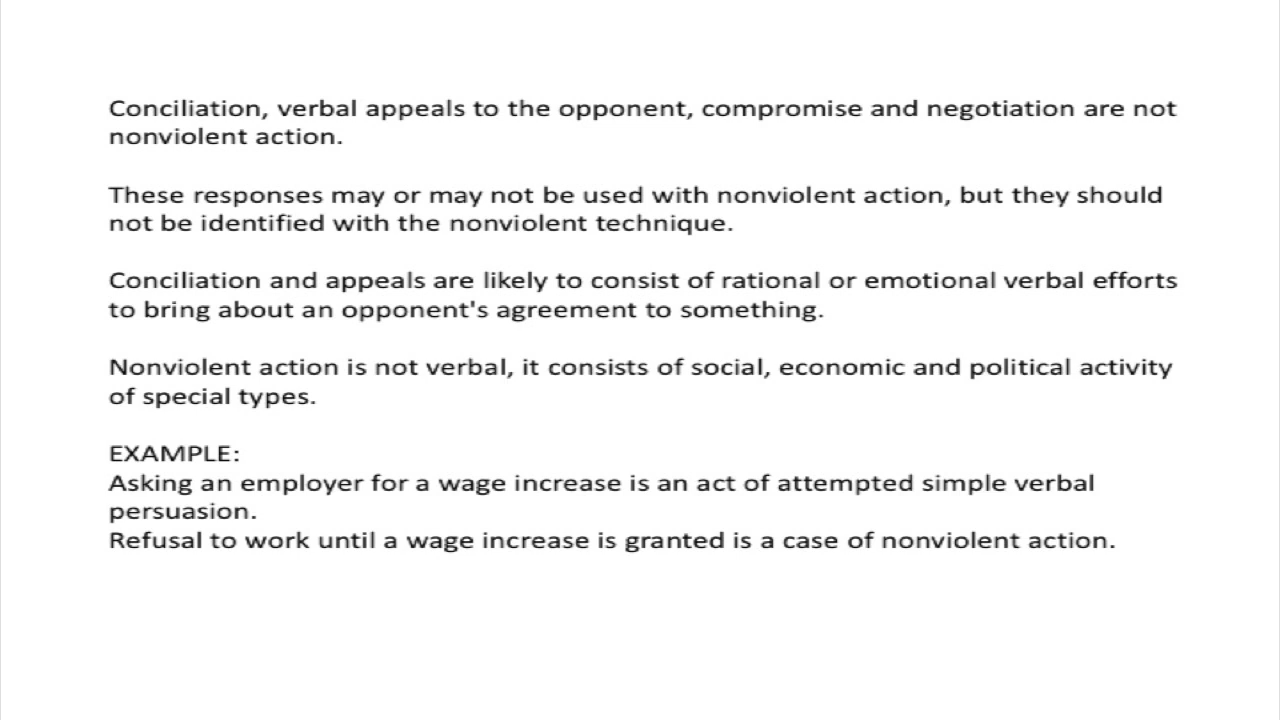 Conciliation, verbal appeals to the opponent, compromise and negotiation are not
nonviolent action.
These responses may or may not be used with nonviolent action, but they should
not be identified with the nonviolent technique.
Conciliation and appeals are likely to consist of rational or emotional verbal efforts
to bring about an opponent's agreement to something.
Nonviolent action is not verbal, it consists of social, economic and political activity
of special types.
EXAMPLE:
Asking an employer for a wage increase is an act of attempted simple verbal
persuasion.
Refusal to work until a wage increase is granted is a case of nonviolent action.